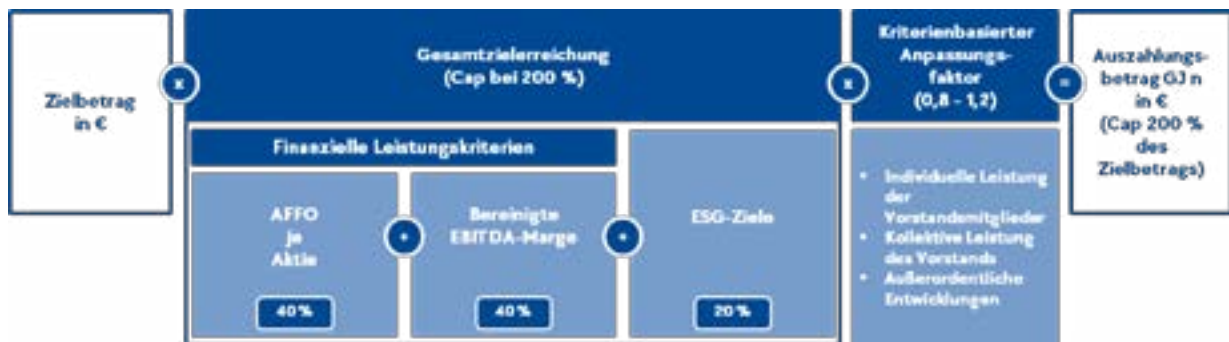 Zielbetrag
in €
x
Gesamtzielerreichung
(Cap bei 200 %)
Finanzielle Leistungskriterien
AFFO
je
Aktie
40 %
+
Bereinigte
EBITDA-Marge
40 %
+
ESG-Ziele
20 %
x
Kriterienbasierter
Anpassungs-
faktor
(0,8 – 1,2)
• Individuelle Leistung
der
Vorstandsmitglieder
• Kollektive Leistung
des Vorstands
• Außerordentliche
Entwicklungen
=
Auszahlungs-
betrag GJ n
in €
(Cap 200 %
des
Zielbetrags)